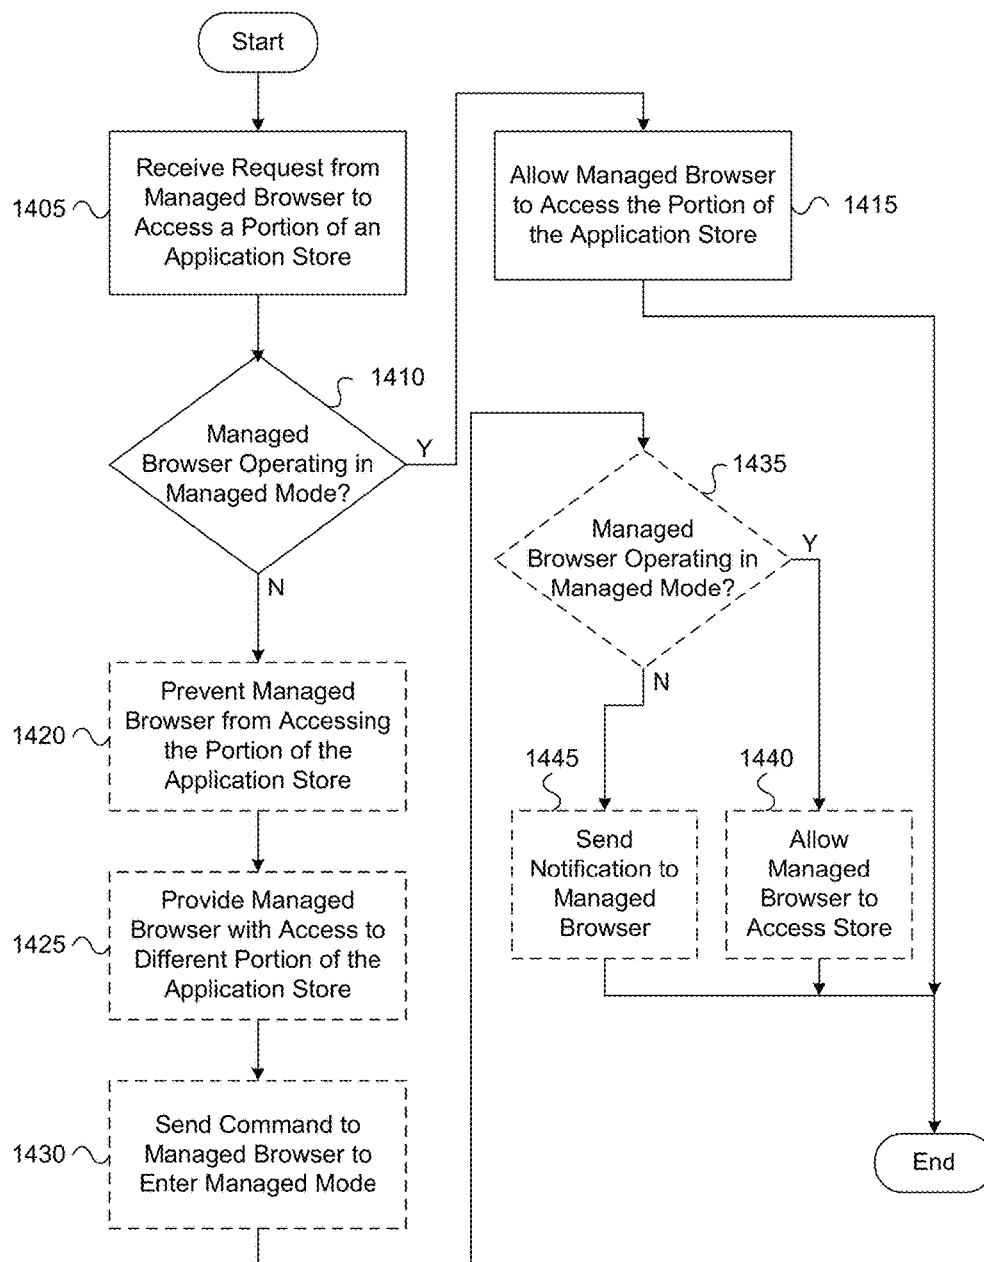 Start
Receive Request from
Managed Browser to
Access a Portion of an
Application Store
1405
Allow Managed Browser
to Access the Portion of
the Application Store
1415
1410
Managed
Browser Operating in
Managed Mode?
Y
N
1435
Managed
Browser Operating in
Managed Mode?
Y
N
Prevent Managed
Browser from Accessing
the Portion of the
Application Store
1420
1445
Send
Notification to
Managed
Browser
1440
Allow
Managed
Browser to
Access Store
Provide Managed
Browser with Access to
Different Portion of the
Application Store
1425
Send Command to
Managed Browser to
Enter Managed Mode
1430
End